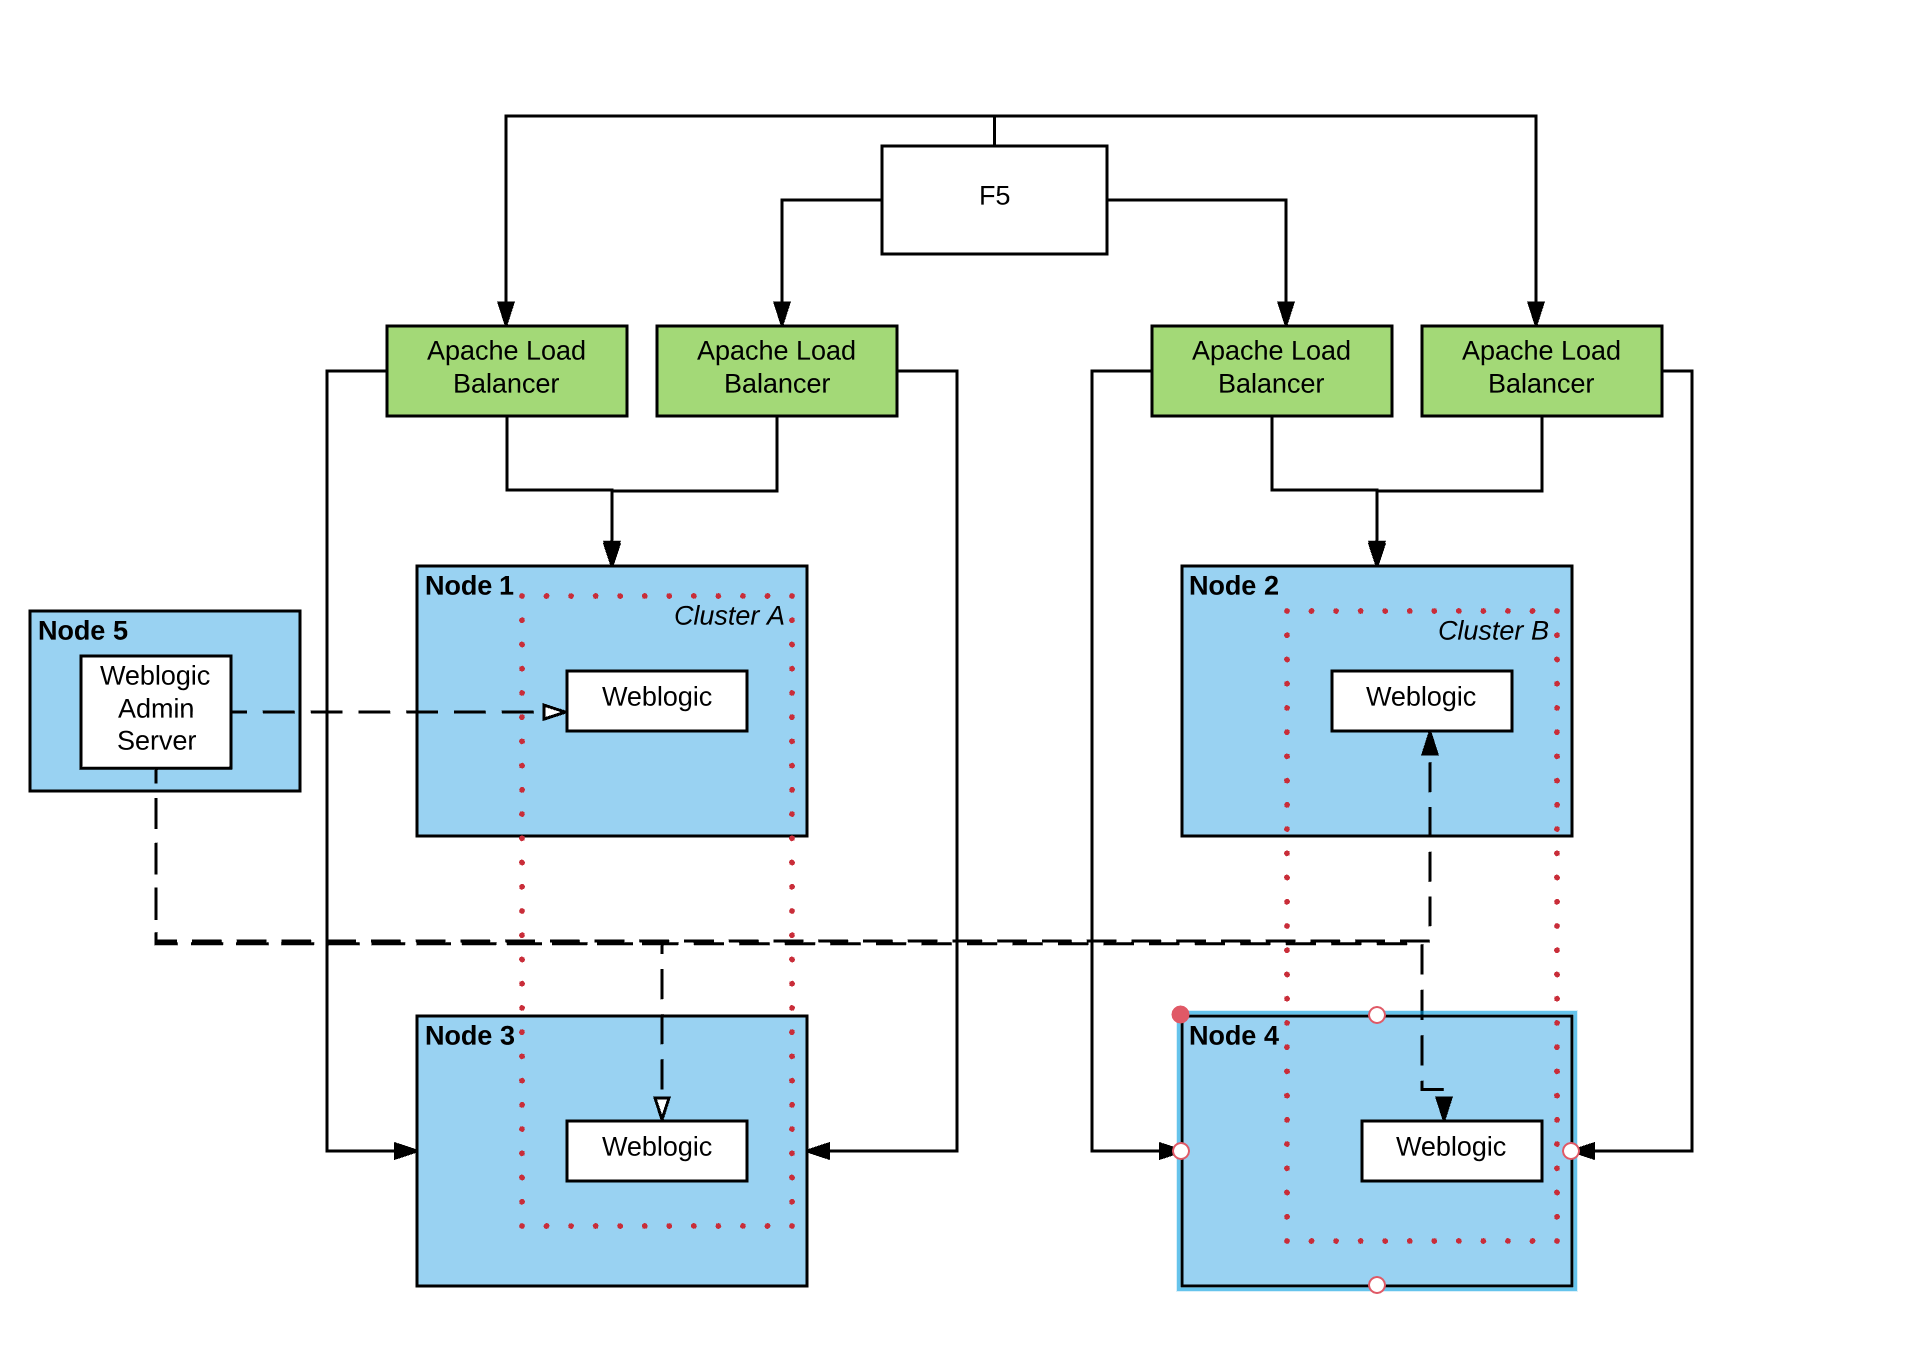 F5
Apache Load
Balancer
Apache Load
Balancer
Apache Load
Balancer
Apache Load
Balancer
Node 1
Cluster A
Weblogic
Node 2
Cluster B
Weblogic
Node 5
Weblogic
Admin
Server
Node 3
Weblogic
Node 4
Weblogic